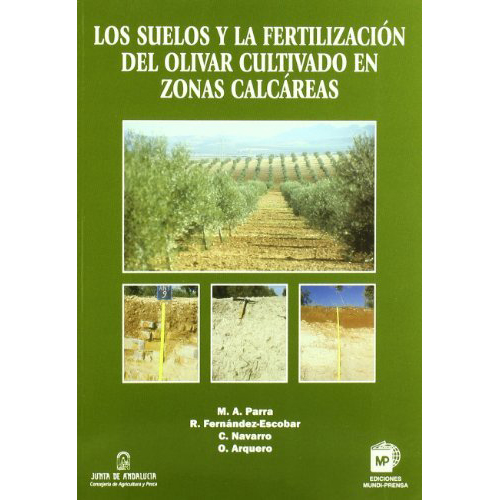 LOS SUELOS Y LA FERTILIZACIÓN
DEL OLIVAR CULTIVADO EN
ZONAS CALCÁREAS
M. A. Parra
R. Fernández-Escobar
C. Navarro
O. Arquero
JUNTA DE ANDALUCIA
Consejería de Agricultura y Pesca
MP
EDICIONES
MUNDI-PRENSA